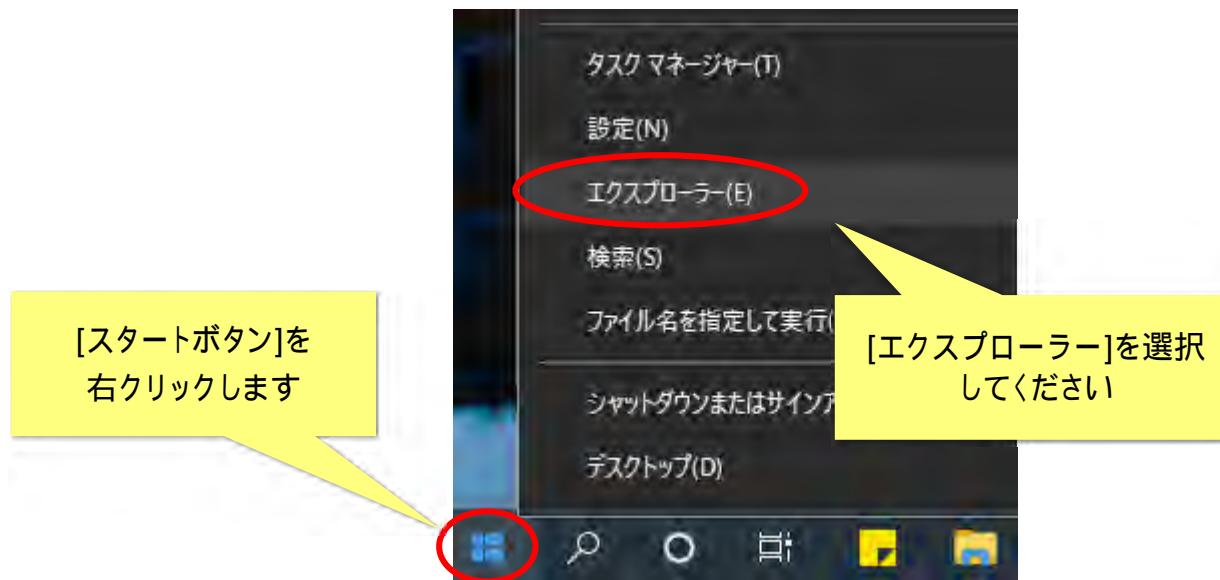 タスク マネージャー(T)
設定(N)
エクスプローラー(E)
検索(S)
ファイル名を指定して実行(
シャットダウンまたはサインア
デスクトップ(D)
[スタートボタン]を
右クリックします
[エクスプローラー]を選択
してください